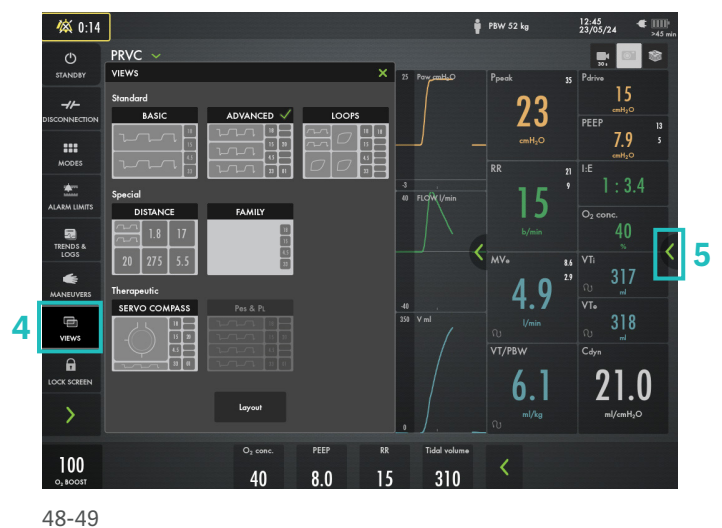 0:14
PBW 52 kg
12:45
23/05/24
>45 min
STANDBY
DISCONNECTION
MODES
ALARM LIMITS
TRENDS &
LOGS
MANEUVERS
4
VIEWS
LOCK SCREEN
PRVC
VIEWS
Standard
BASIC
ADVANCED
LOOPS
Special
DISTANCE
FAMILY
1.8 17
20 275 5.5
Therapeutic
SERVO COMPASS
Pes & PL
Layout
25 Paw cmH₂O
-3
40 FLOW l/min
-40
350 V ml
0
30 s
Ppeak 35
23
cmH₂O
Pdrive
15
cmH₂O
PEEP 13
7.9 5
cmH₂O
RR 21
9
15
b/min
I:E
1 : 3.4
O₂ conc.
40
%
5
MVe 8.6
2.9
4.9
l/min
VTi
317
ml
VTe
318
ml
VT/PBW
6.1
ml/kg
Cdyn
21.0
ml/cmH₂O
100
O₂ BOOST
O₂ conc. PEEP RR Tidal volume
40 8.0 15 310
48-49